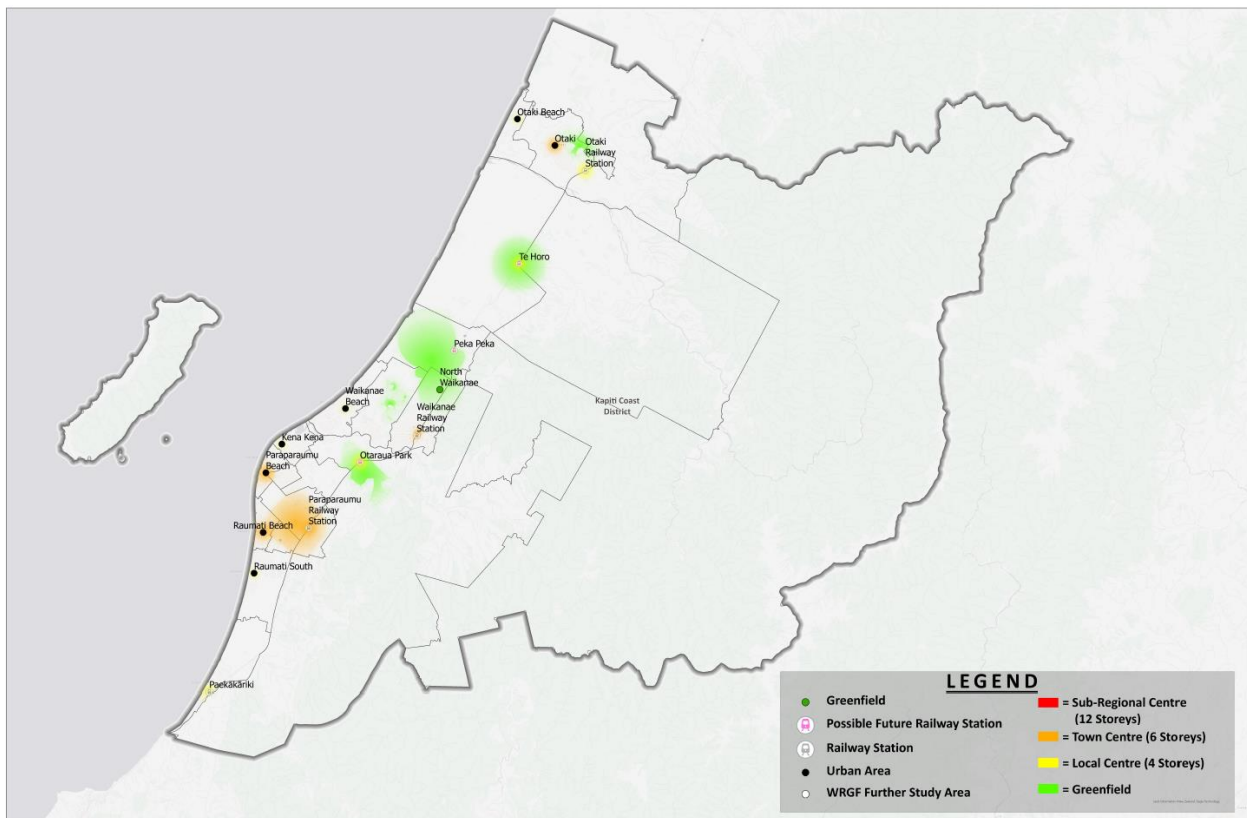 Otaki Beach
Otaki
Otaki
Railway
Station
Te Horo
Peka Peka
North
Waikanae
Waikanae
Beach
Waikanae
Railway
Station
Kapiti Coast
District
Kena Kena
Otaraua Park
Paraparaumu
Beach
Paraparaumu
Railway
Station
Raumati Beach
Raumati South
Paekakariki
LEGEND
Greenfield
Possible Future Railway Station
Railway Station
Urban Area
WRGF Further Study Area
= Sub-Regional Centre
(12 Storeys)
= Town Centre (6 Storeys)
= Local Centre (4 Storeys)
= Greenfield